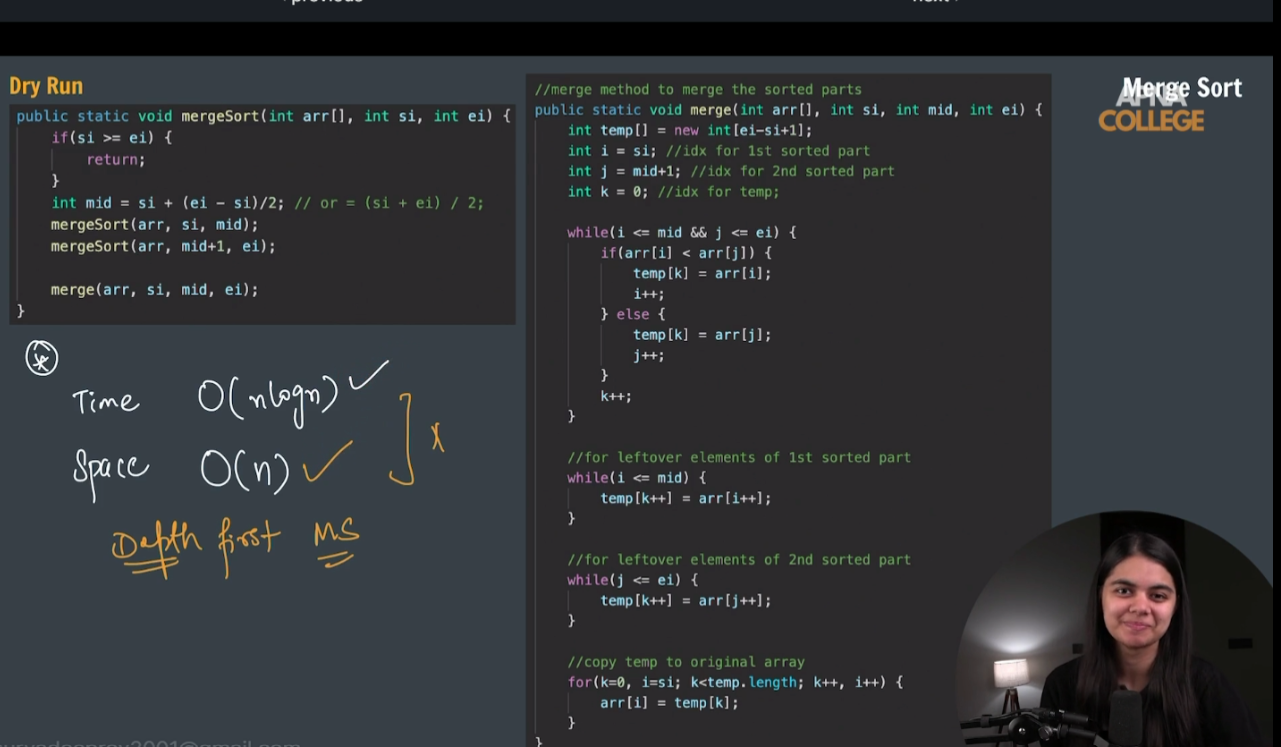 previous
next
Dry Run
public static void mergeSort(int arr[], int si, int ei) {
if(si >= ei) {
return;
}
int mid = si + (ei - si)/2; // or = (si + ei) / 2;
mergeSort(arr, si, mid);
mergeSort(arr, mid+1, ei);
merge(arr, si, mid, ei);
}
Time O(nlogn)
Space O(n)
Depth first MS
//merge method to merge the sorted parts
public static void merge(int arr[], int si, int mid, int ei) {
int temp[] = new int[ei-si+1];
int i = si; //idx for 1st sorted part
int j = mid+1; //idx for 2nd sorted part
int k = 0; //idx for temp;
while(i <= mid && j <= ei) {
if(arr[i] < arr[j]) {
temp[k] = arr[i];
i++;
} else {
temp[k] = arr[j];
j++;
}
k++;
}
//for leftover elements of 1st sorted part
while(i <= mid) {
temp[k++] = arr[i++];
}
//for leftover elements of 2nd sorted part
while(j <= ei) {
temp[k++] = arr[j++];
}
//copy temp to original array
for(k=0, i=si; k<temp.length; k++, i++) {
arr[i] = temp[k];
}
}
Merge Sort
APNA
COLLEGE